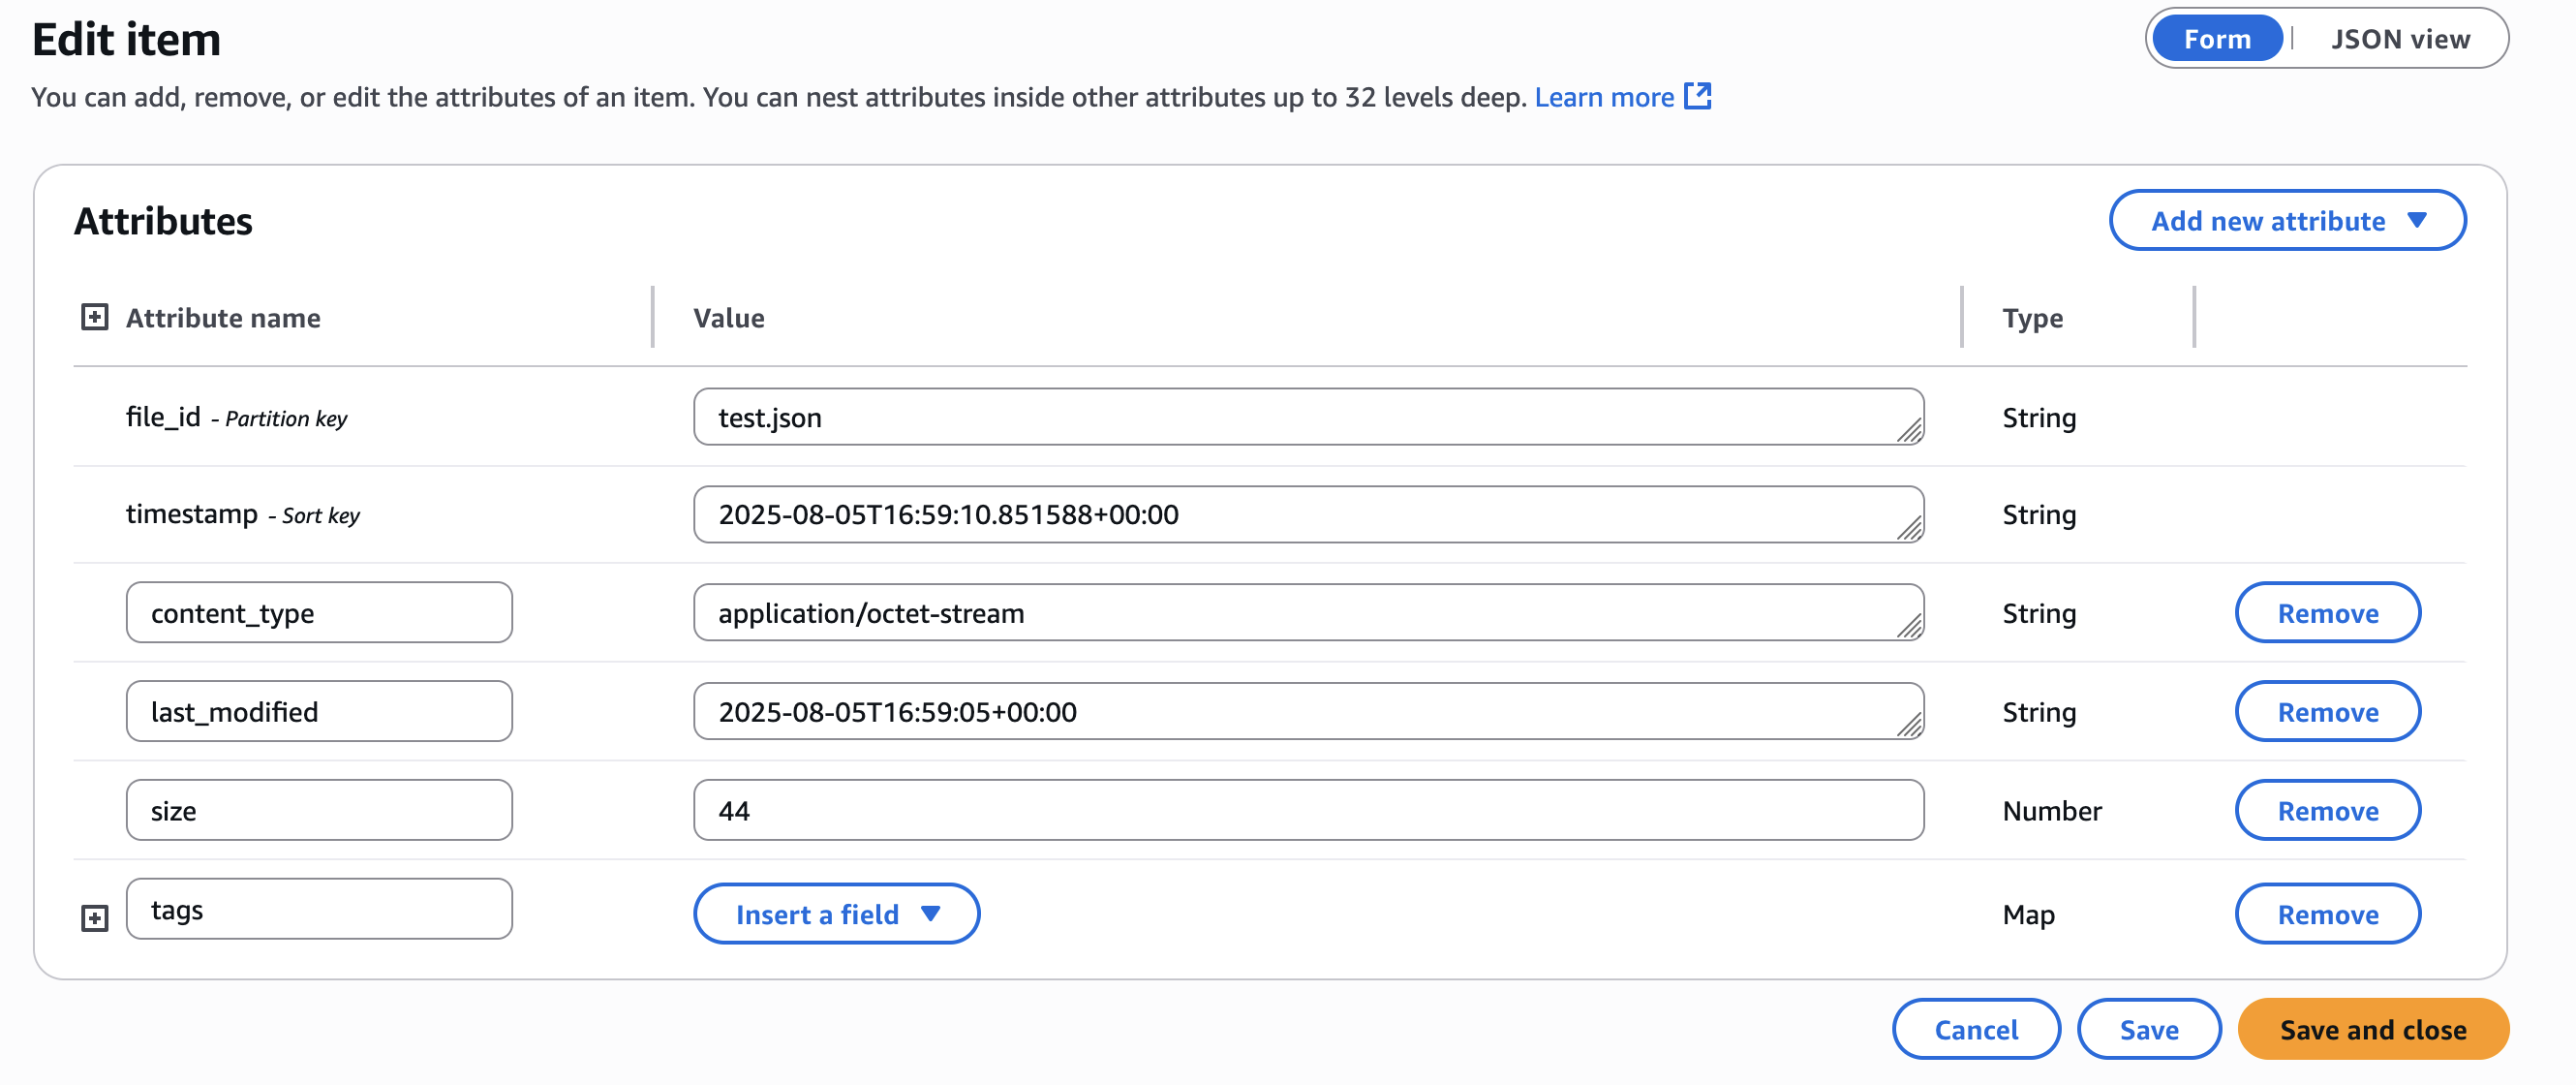 Edit item
Form | JSON view
You can add, remove, or edit the attributes of an item. You can nest attributes inside other attributes up to 32 levels deep. Learn more
Attributes
Add new attribute
Attribute name Value Type
file_id - Partition key test.json String
timestamp - Sort key 2025-08-05T16:59:10.851588+00:00 String
content_type application/octet-stream String Remove
last_modified 2025-08-05T16:59:05+00:00 String Remove
size 44 Number Remove
tags Insert a field Map Remove
Cancel Save Save and close